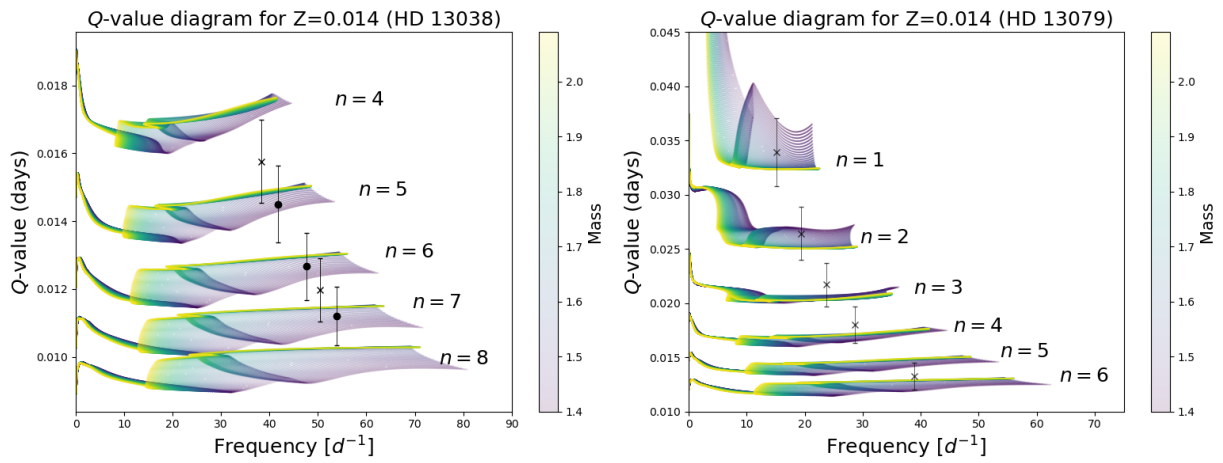 Q-value diagram for Z=0.014 (HD 13038)
0.018
0.016
0.014
0.012
0.010
Q-value (days)
n = 4
n = 5
n = 6
n = 7
n = 8
0 10 20 30 40 50 60 70 80 90
Frequency [d⁻¹]
2.0
1.9
1.8
1.7
1.6
1.5
1.4
Mass
Q-value diagram for Z=0.014 (HD 13079)
0.045
0.040
0.035
0.030
0.025
0.020
0.015
0.010
Q-value (days)
n = 1
n = 2
n = 3
n = 4
n = 5
n = 6
0 10 20 30 40 50 60 70
Frequency [d⁻¹]
2.0
1.9
1.8
1.7
1.6
1.5
1.4
Mass